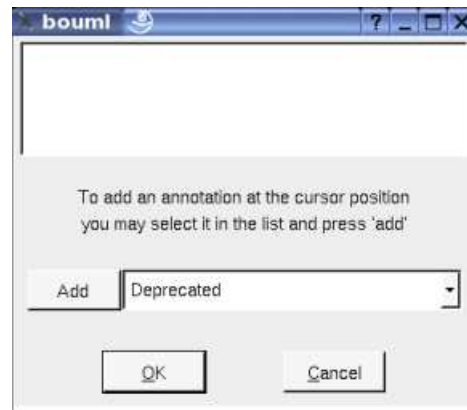 bouml
To add an annotation at the cursor position
you may select it in the list and press 'add'
Add Deprecated
OK Cancel